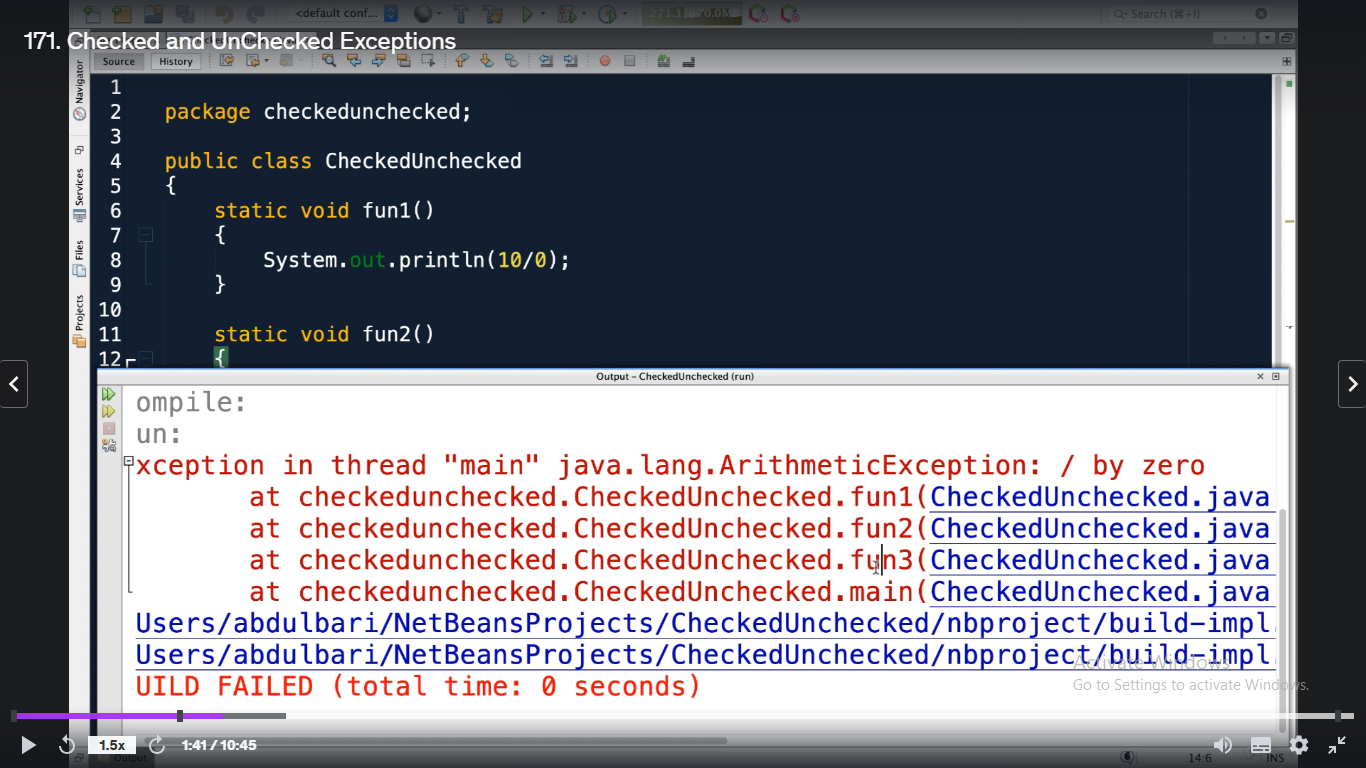 <default conf...
271.1/670.0MB
Search (⌘+I)
171. Checked and UnChecked Exceptions
Source
History
Navigator
Services
Files
Projects
1
2 package checkedunchecked;
3
4 public class CheckedUnchecked
5 {
6 static void fun1()
7 {
8 System.out.println(10/0);
9 }
10
11 static void fun2()
12 {
Output - CheckedUnchecked (run)
ompile:
un:
xception in thread "main" java.lang.ArithmeticException: / by zero
at checkedunchecked.CheckedUnchecked.fun1(CheckedUnchecked.java
at checkedunchecked.CheckedUnchecked.fun2(CheckedUnchecked.java
at checkedunchecked.CheckedUnchecked.fun3(CheckedUnchecked.java
at checkedunchecked.CheckedUnchecked.main(CheckedUnchecked.java
Users/abdulbari/NetBeansProjects/CheckedUnchecked/nbproject/build-impl
Users/abdulbari/NetBeansProjects/CheckedUnchecked/nbproject/build-impl
UILD FAILED (total time: 0 seconds)
Activate Windows
Go to Settings to activate Windows.
1.5x
1:41 / 10:45
Output
14:6
INS